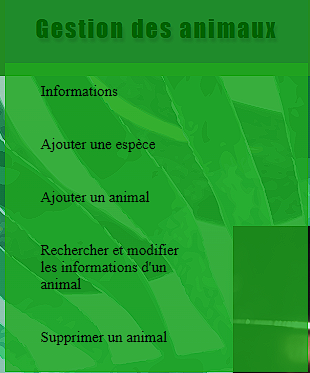 Gestion des animaux
Informations
Ajouter une espèce
Ajouter un animal
Rechercher et modifier
les informations d'un
animal
Supprimer un animal